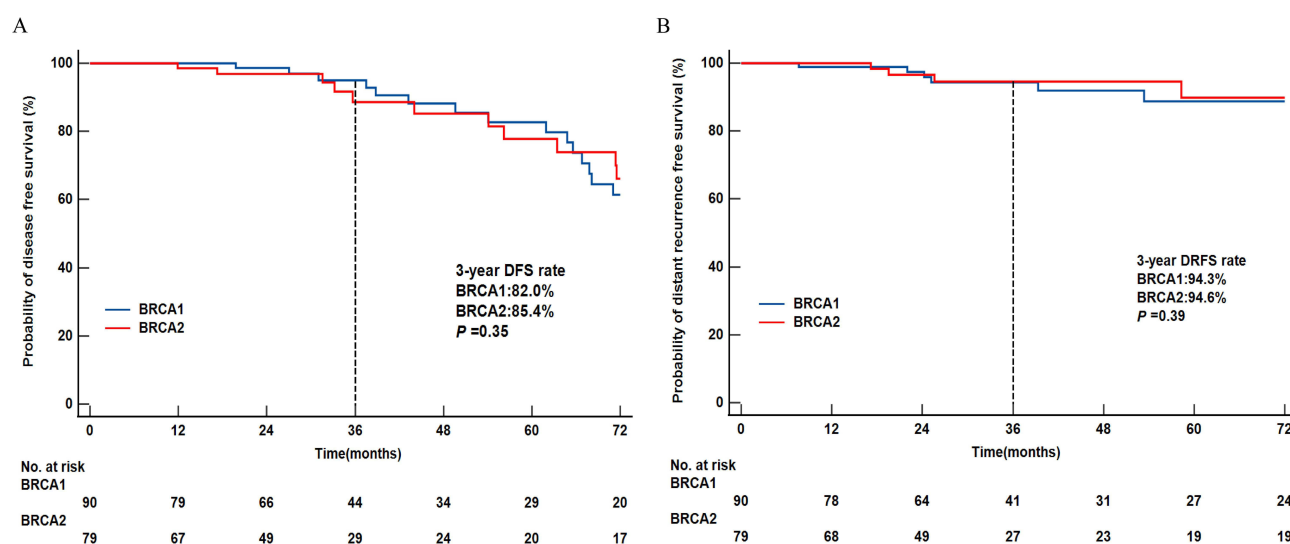 A
Probability of disease free survival (%)
100
80
60
40
20
0
BRCA1
BRCA2
3-year DFS rate
BRCA1:82.0%
BRCA2:85.4%
P =0.35
0 12 24 36 48 60 72
Time(months)
No. at risk
BRCA1
90 79 66 44 34 29 20
BRCA2
79 67 49 29 24 20 17
B
Probability of distant recurrence free survival (%)
100
80
60
40
20
0
BRCA1
BRCA2
3-year DRFS rate
BRCA1:94.3%
BRCA2:94.6%
P =0.39
0 12 24 36 48 60 72
Time(months)
No. at risk
BRCA1
90 78 64 41 31 27 24
BRCA2
79 68 49 27 23 19 19